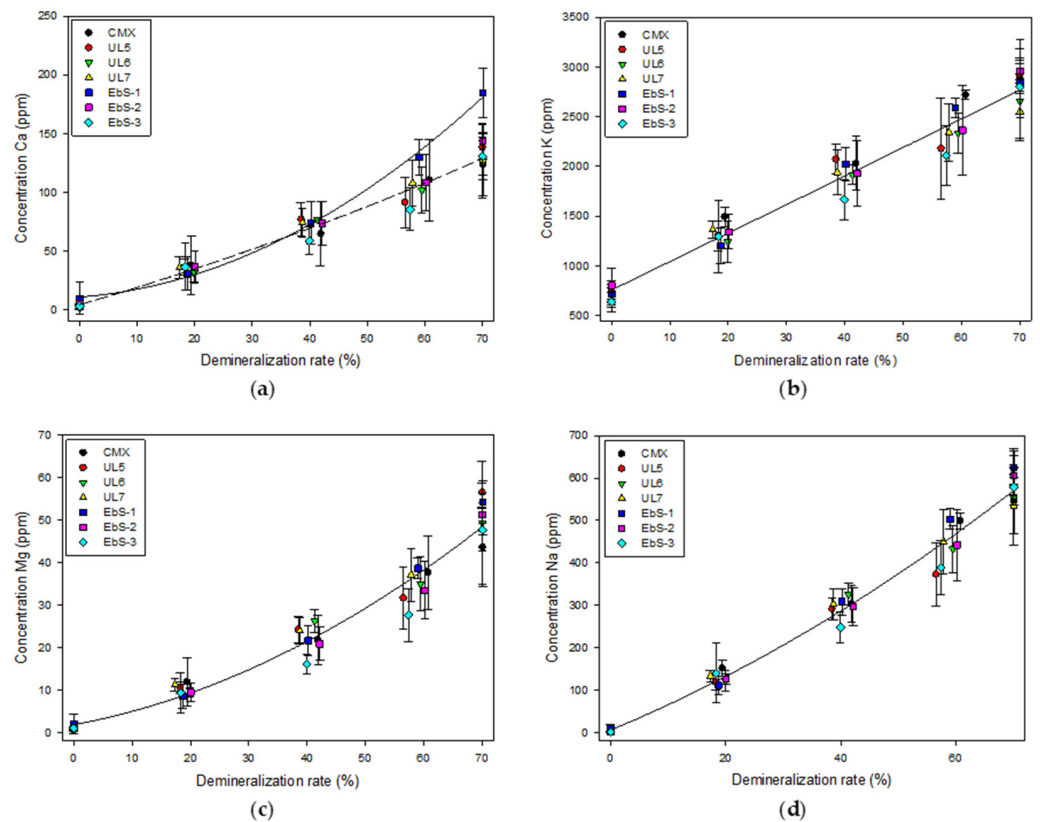 250
200
150
100
50
0
Concentration Ca (ppm)
CMX
UL5
UL6
UL7
EbS-1
EbS-2
EbS-3
0 10 20 30 40 50 60 70
Demineralization rate (%)
(a)
3500
3000
2500
2000
1500
1000
500
Concentration K (ppm)
CMX
UL5
UL6
UL7
EbS-1
EbS-2
EbS-3
0 10 20 30 40 50 60 70
Demineralization rate (%)
(b)
70
60
50
40
30
20
10
0
Concentration Mg (ppm)
CMX
UL5
UL6
UL7
EbS-1
EbS-2
EbS-3
0 10 20 30 40 50 60 70
Demineralization rate (%)
(c)
700
600
500
400
300
200
100
0
Concentration Na (ppm)
CMX
UL5
UL6
UL7
EbS-1
EbS-2
EbS-3
0 20 40 60
Demineralization rate (%)
(d)